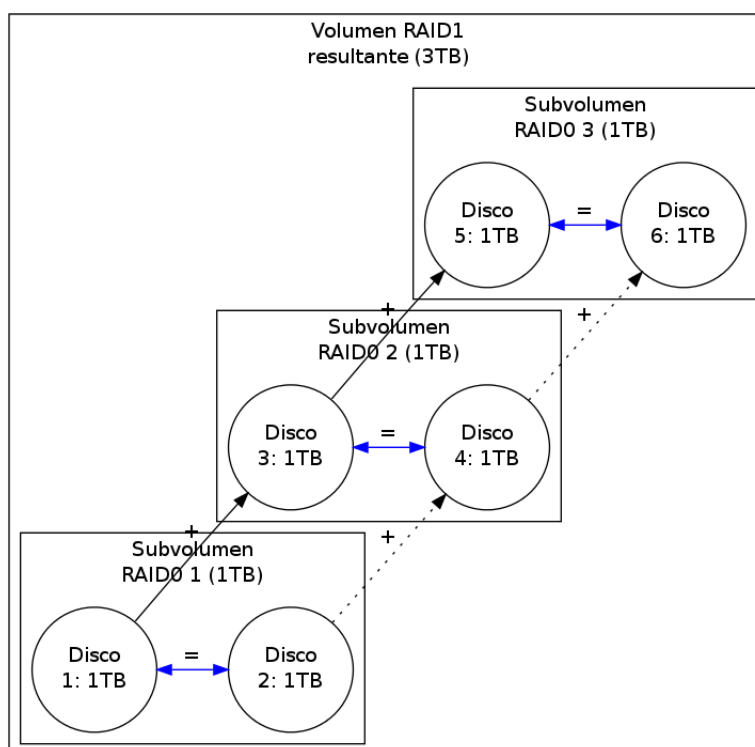 Volumen RAID1
resultante (3TB)
Subvolumen
RAID0 3 (1TB)
Disco
5: 1TB
=
Disco
6: 1TB
+
+
Subvolumen
RAID0 2 (1TB)
Disco
3: 1TB
=
Disco
4: 1TB
+
+
Subvolumen
RAID0 1 (1TB)
Disco
1: 1TB
=
Disco
2: 1TB